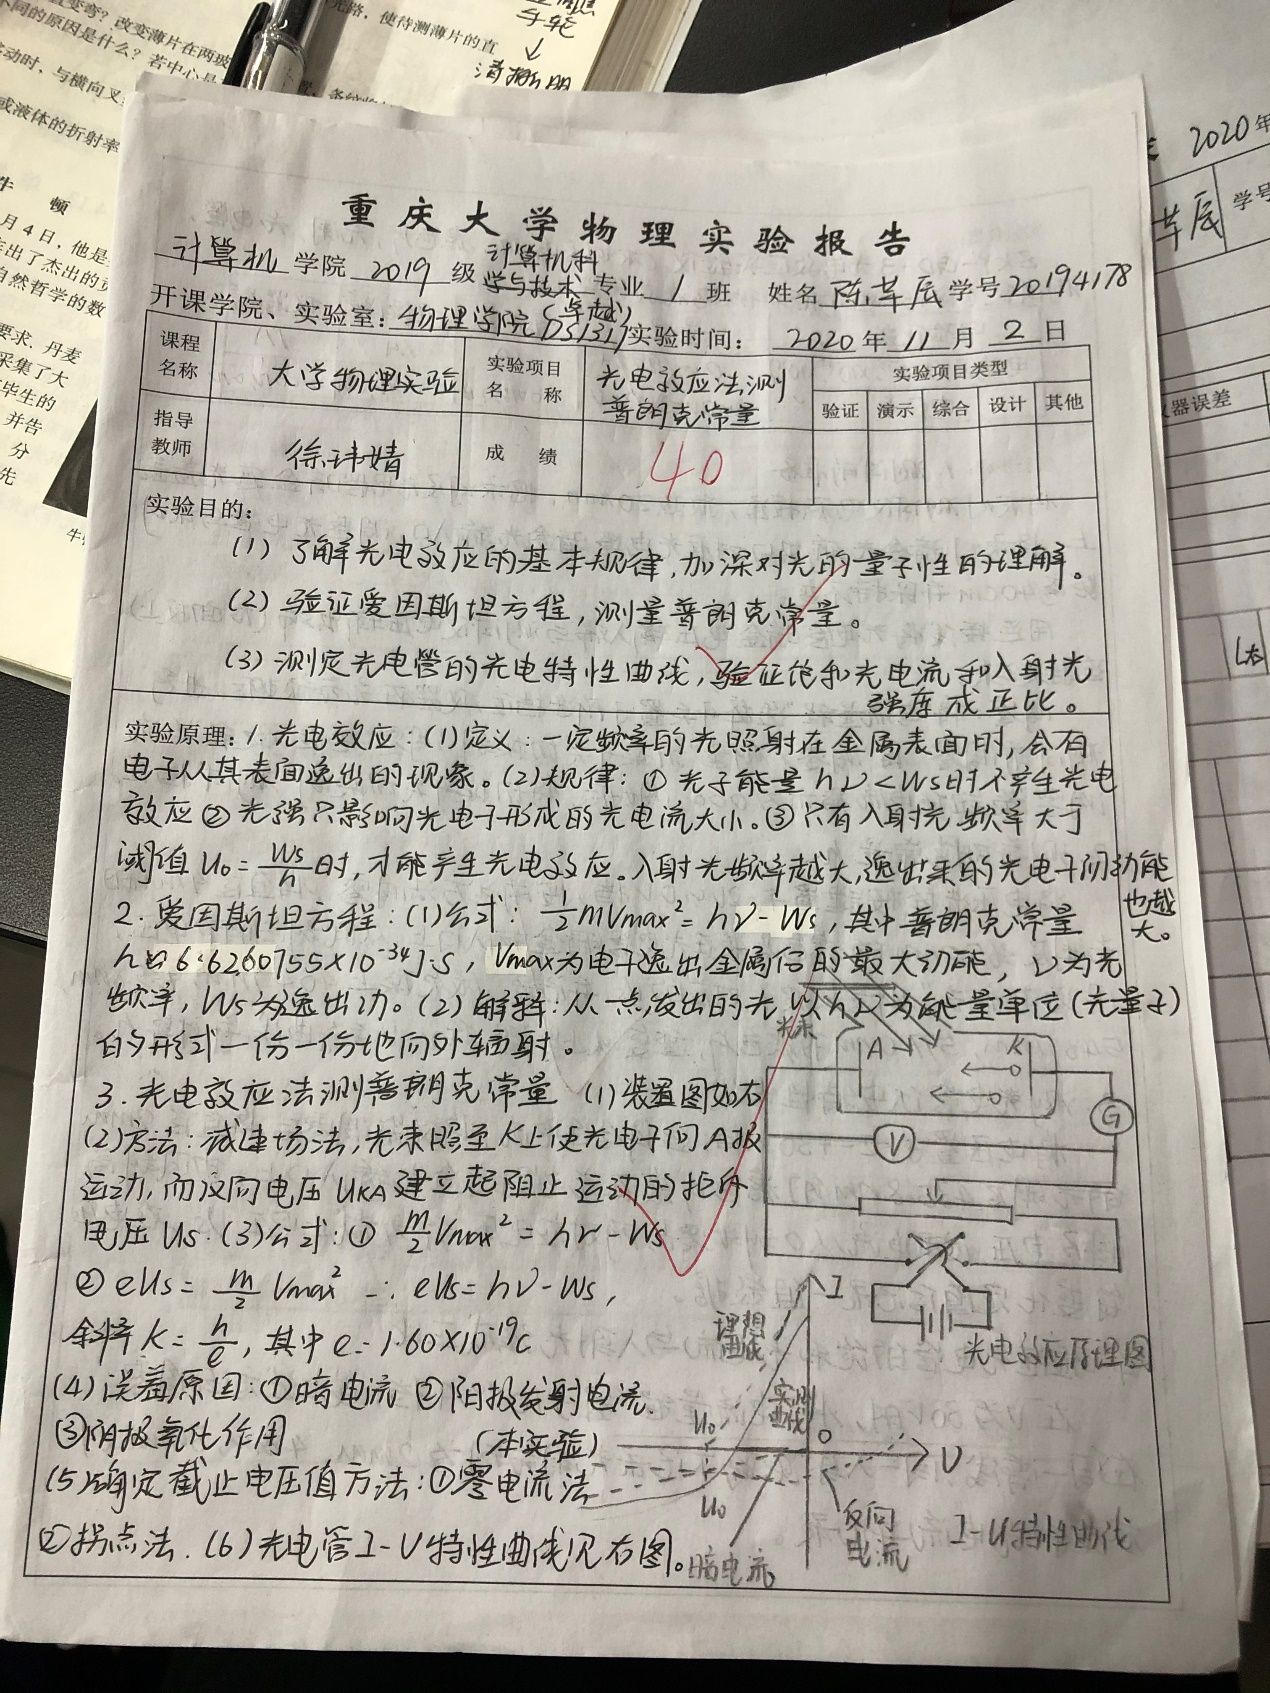 重庆大学物理实验报告
计算机 学院 2019 级 计算机科学与技术(卓越) 专业 1 班 姓名 陈苇辰 学号 20194178
开课学院、实验室: 物理学院 DS1317 实验时间: 2020 年 11 月 2 日
课程名称 大学物理实验 实验项目名称 光电效应法测普朗克常量 实验项目类型
验证 演示 综合 设计 其他
指导教师 徐玮婧 成绩 40
实验目的:
(1) 了解光电效应的基本规律,加深对光的量子性的理解。
(2) 验证爱因斯坦方程,测量普朗克常量。
(3) 测定光电管的光电特性曲线,验证饱和光电流和入射光
强度成正比。
实验原理: 1. 光电效应:(1)定义:一定频率的光照射在金属表面时,会有
电子从其表面逸出的现象。(2)规律:① 光子能量 hν<Ws时不产生光电
效应②光强只影响光电子形成的光电流大小。③只有入射光频率大于
阈值 U₀=Ws/h时,才能产生光电效应。入射光频率越大,逸出来的光电子初动能
也越大。
2. 爱因斯坦方程:(1)公式: ½mVmax²=hν-Ws,其中普朗克常量
h为6.6260755×10⁻³⁴J·S, Vmax为电子逸出金属后的最大动能, ν为光
频率, Ws为逸出功。(2)解释:从一点发出的光,以hν为能量单位(光量子)
的形式一份一份地向外辐射。
3. 光电效应法测普朗克常量 (1)装置图如右
(2)方法:减速场法,光束照至K上使光电子向A极
运动,而反向电压UKA建立起阻止运动的拒斥
电压Us.(3)公式:① m/2 Vmax²=hν-Ws
② eUs= m/2 Vmax² ∴ eUs=hν-Ws,
斜率 K=h/e,其中e=1.60×10⁻¹⁹C
(4)误差原因:①暗电流 ②阳极发射电流.
③阴极氧化作用 (本实验)
(5)确定截止电压值方法:①零电流法
②拐点法.(6)光电管I-V特性曲线见右图。
光束
A
K
G
V
光电效应原理图
I
理想曲线
实测曲线
U₀
O
U
U₀
暗电流
反向电流
I-U特性曲线
2020年
学号
仪器误差